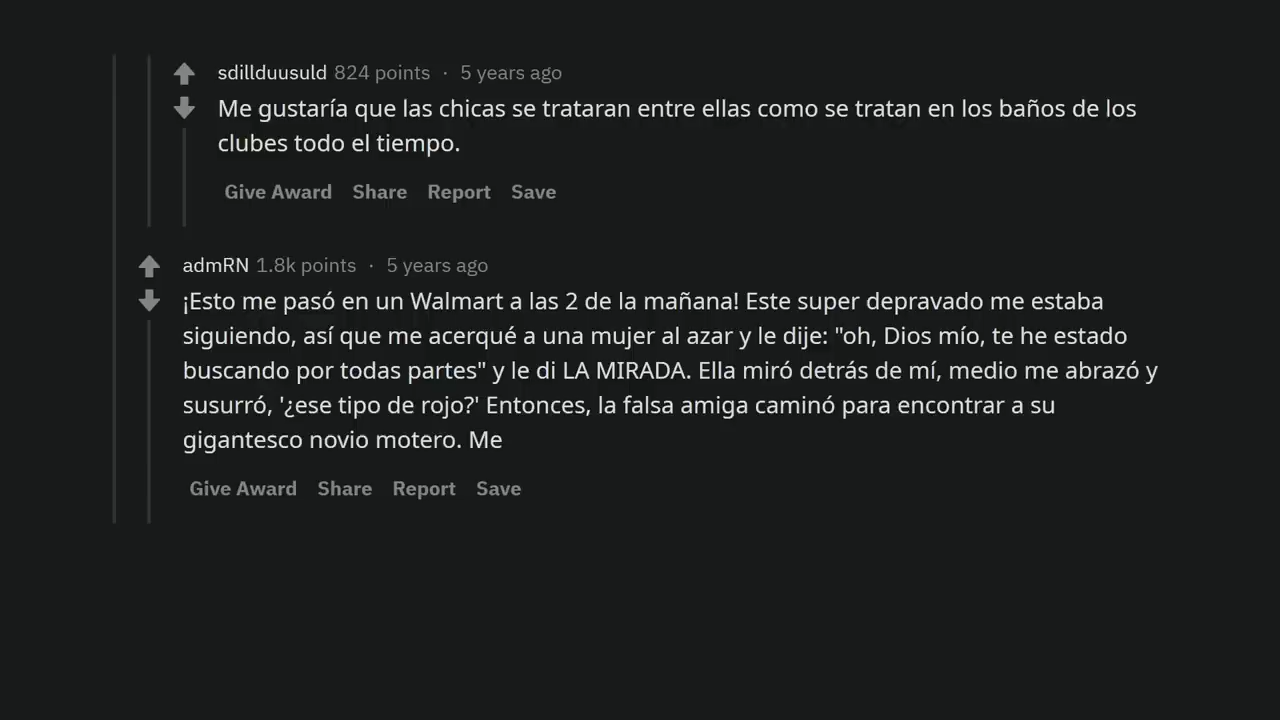 sdillduusuld 824 points · 5 years ago
Me gustaría que las chicas se trataran entre ellas como se tratan en los baños de los
clubes todo el tiempo.
Give Award Share Report Save
admRN 1.8k points · 5 years ago
¡Esto me pasó en un Walmart a las 2 de la mañana! Este super depravado me estaba
siguiendo, así que me acerqué a una mujer al azar y le dije: "oh, Dios mío, te he estado
buscando por todas partes" y le di LA MIRADA. Ella miró detrás de mí, medio me abrazó y
susurró, '¿ese tipo de rojo?' Entonces, la falsa amiga caminó para encontrar a su
gigantesco novio motero. Me
Give Award Share Report Save